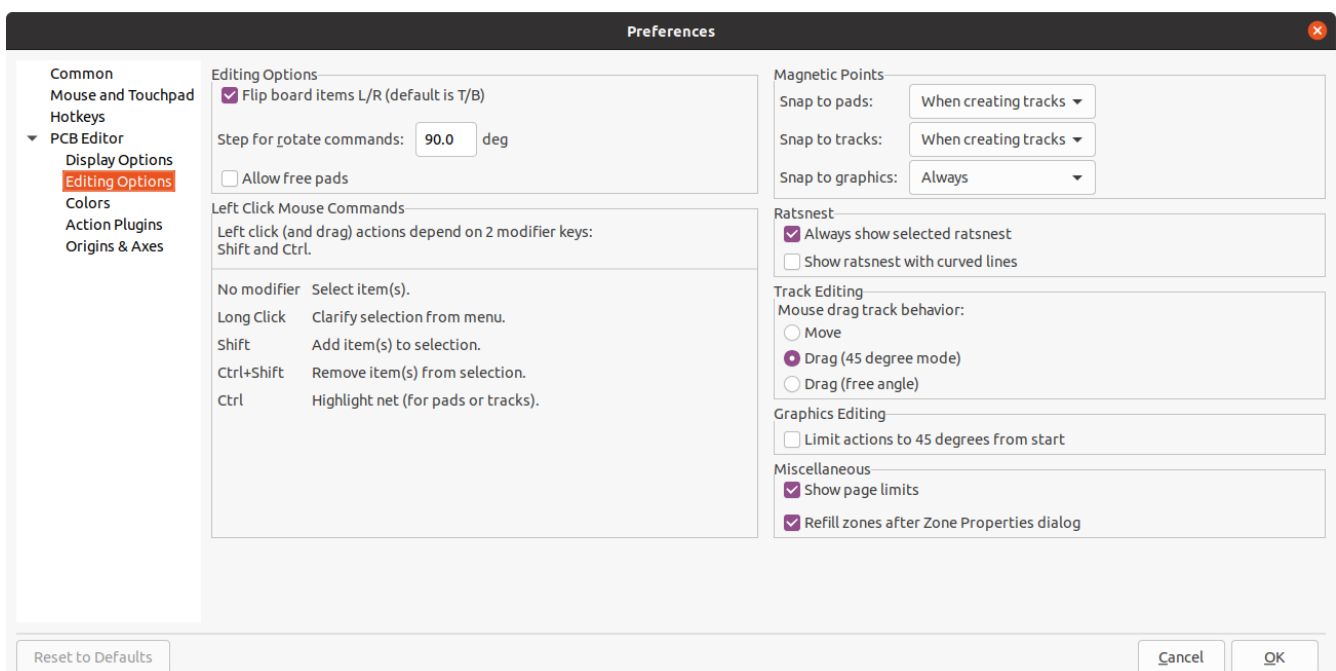 Preferences
Common
Mouse and Touchpad
Hotkeys
PCB Editor
Display Options
Editing Options
Colors
Action Plugins
Origins & Axes
Editing Options
Flip board items L/R (default is T/B)
Step for rotate commands: 90.0 deg
Allow free pads
Left Click Mouse Commands
Left click (and drag) actions depend on 2 modifier keys:
Shift and Ctrl.
No modifier Select item(s).
Long Click Clarify selection from menu.
Shift Add item(s) to selection.
Ctrl+Shift Remove item(s) from selection.
Ctrl Highlight net (for pads or tracks).
Magnetic Points
Snap to pads: When creating tracks
Snap to tracks: When creating tracks
Snap to graphics: Always
Ratsnest
Always show selected ratsnest
Show ratsnest with curved lines
Track Editing
Mouse drag track behavior:
Move
Drag (45 degree mode)
Drag (free angle)
Graphics Editing
Limit actions to 45 degrees from start
Miscellaneous
Show page limits
Refill zones after Zone Properties dialog
Reset to Defaults
Cancel
OK